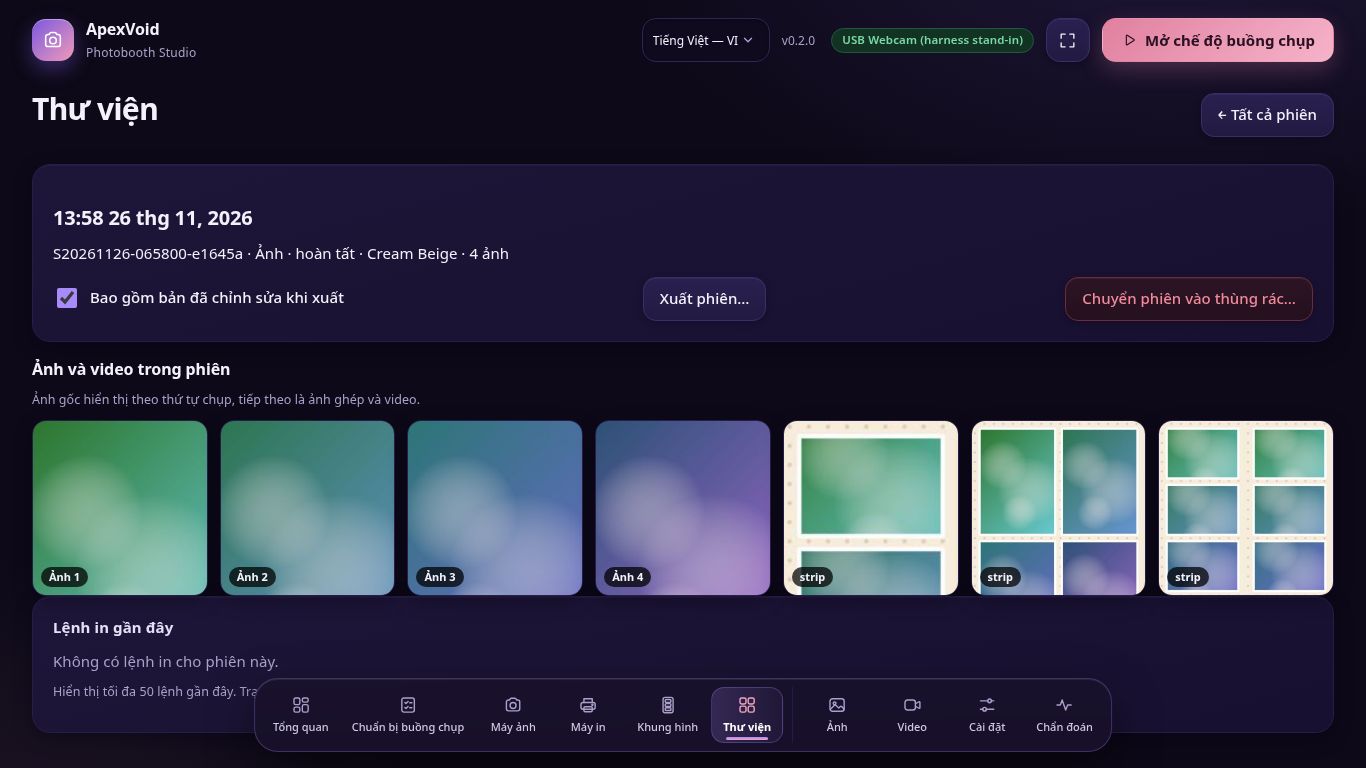 ApexVoid
Photobooth Studio
Tiếng Việt — VI
v0.2.0
USB Webcam (harness stand-in)
Mở chế độ buồng chụp
Thư viện
← Tất cả phiên
13:58 26 thg 11, 2026
S20261126-065800-e1645a · Ảnh · hoàn tất · Cream Beige · 4 ảnh
Bao gồm bản đã chỉnh sửa khi xuất
Xuất phiên...
Chuyển phiên vào thùng rác...
Ảnh và video trong phiên
Ảnh gốc hiển thị theo thứ tự chụp, tiếp theo là ảnh ghép và video.
Ảnh 1
Ảnh 2
Ảnh 3
Ảnh 4
strip
strip
strip
Lệnh in gần đây
Không có lệnh in cho phiên này.
Hiển thị tối đa 50 lệnh gần đây.
Tổng quan
Chuẩn bị buồng chụp
Máy ảnh
Máy in
Khung hình
Thư viện
Ảnh
Video
Cài đặt
Chẩn đoán